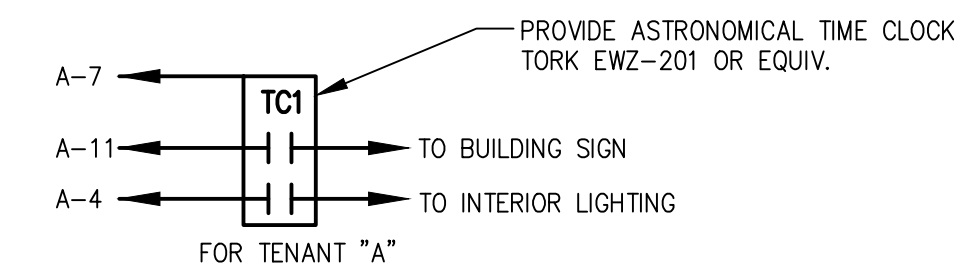 PROVIDE ASTRONOMICAL TIME CLOCK
TORK EWZ-201 OR EQUIV.
A-7
TC1
A-11
TO BUILDING SIGN
A-4
TO INTERIOR LIGHTING
FOR TENANT "A"